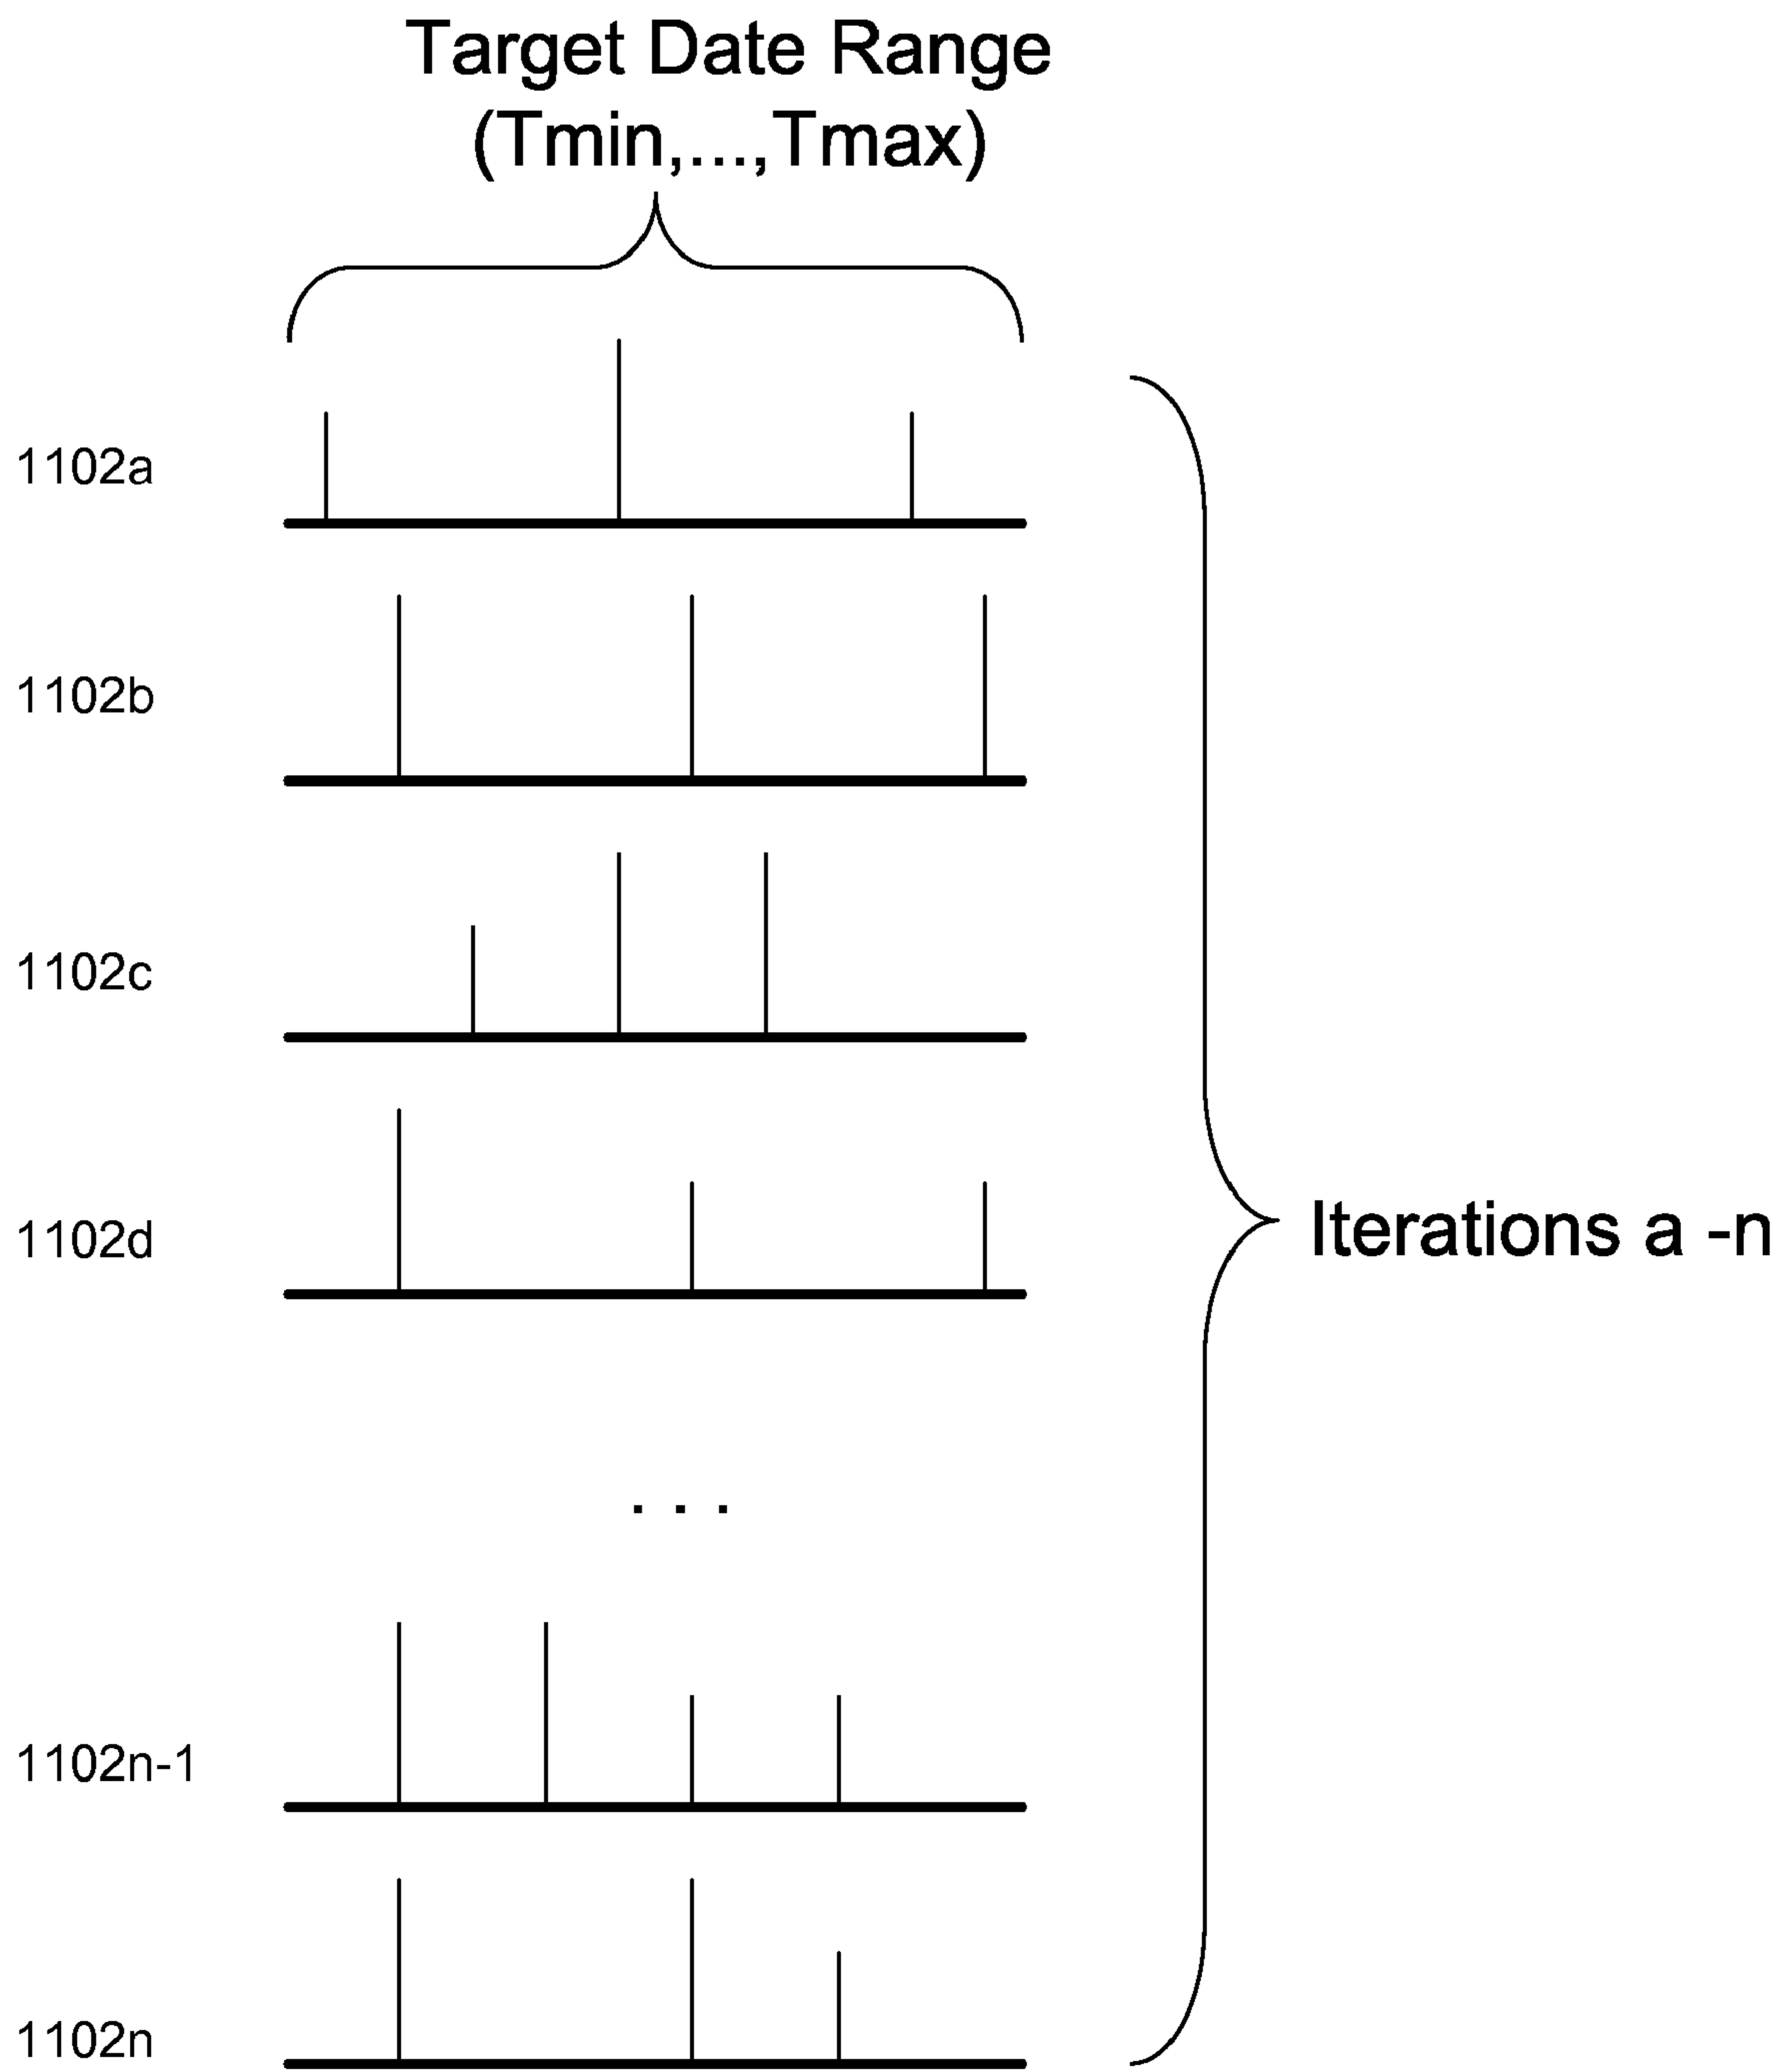 Target Date Range
(Tmin,...,Tmax)
1102a
1102b
1102c
1102d
Iterations a -n
. . .
1102n-1
1102n